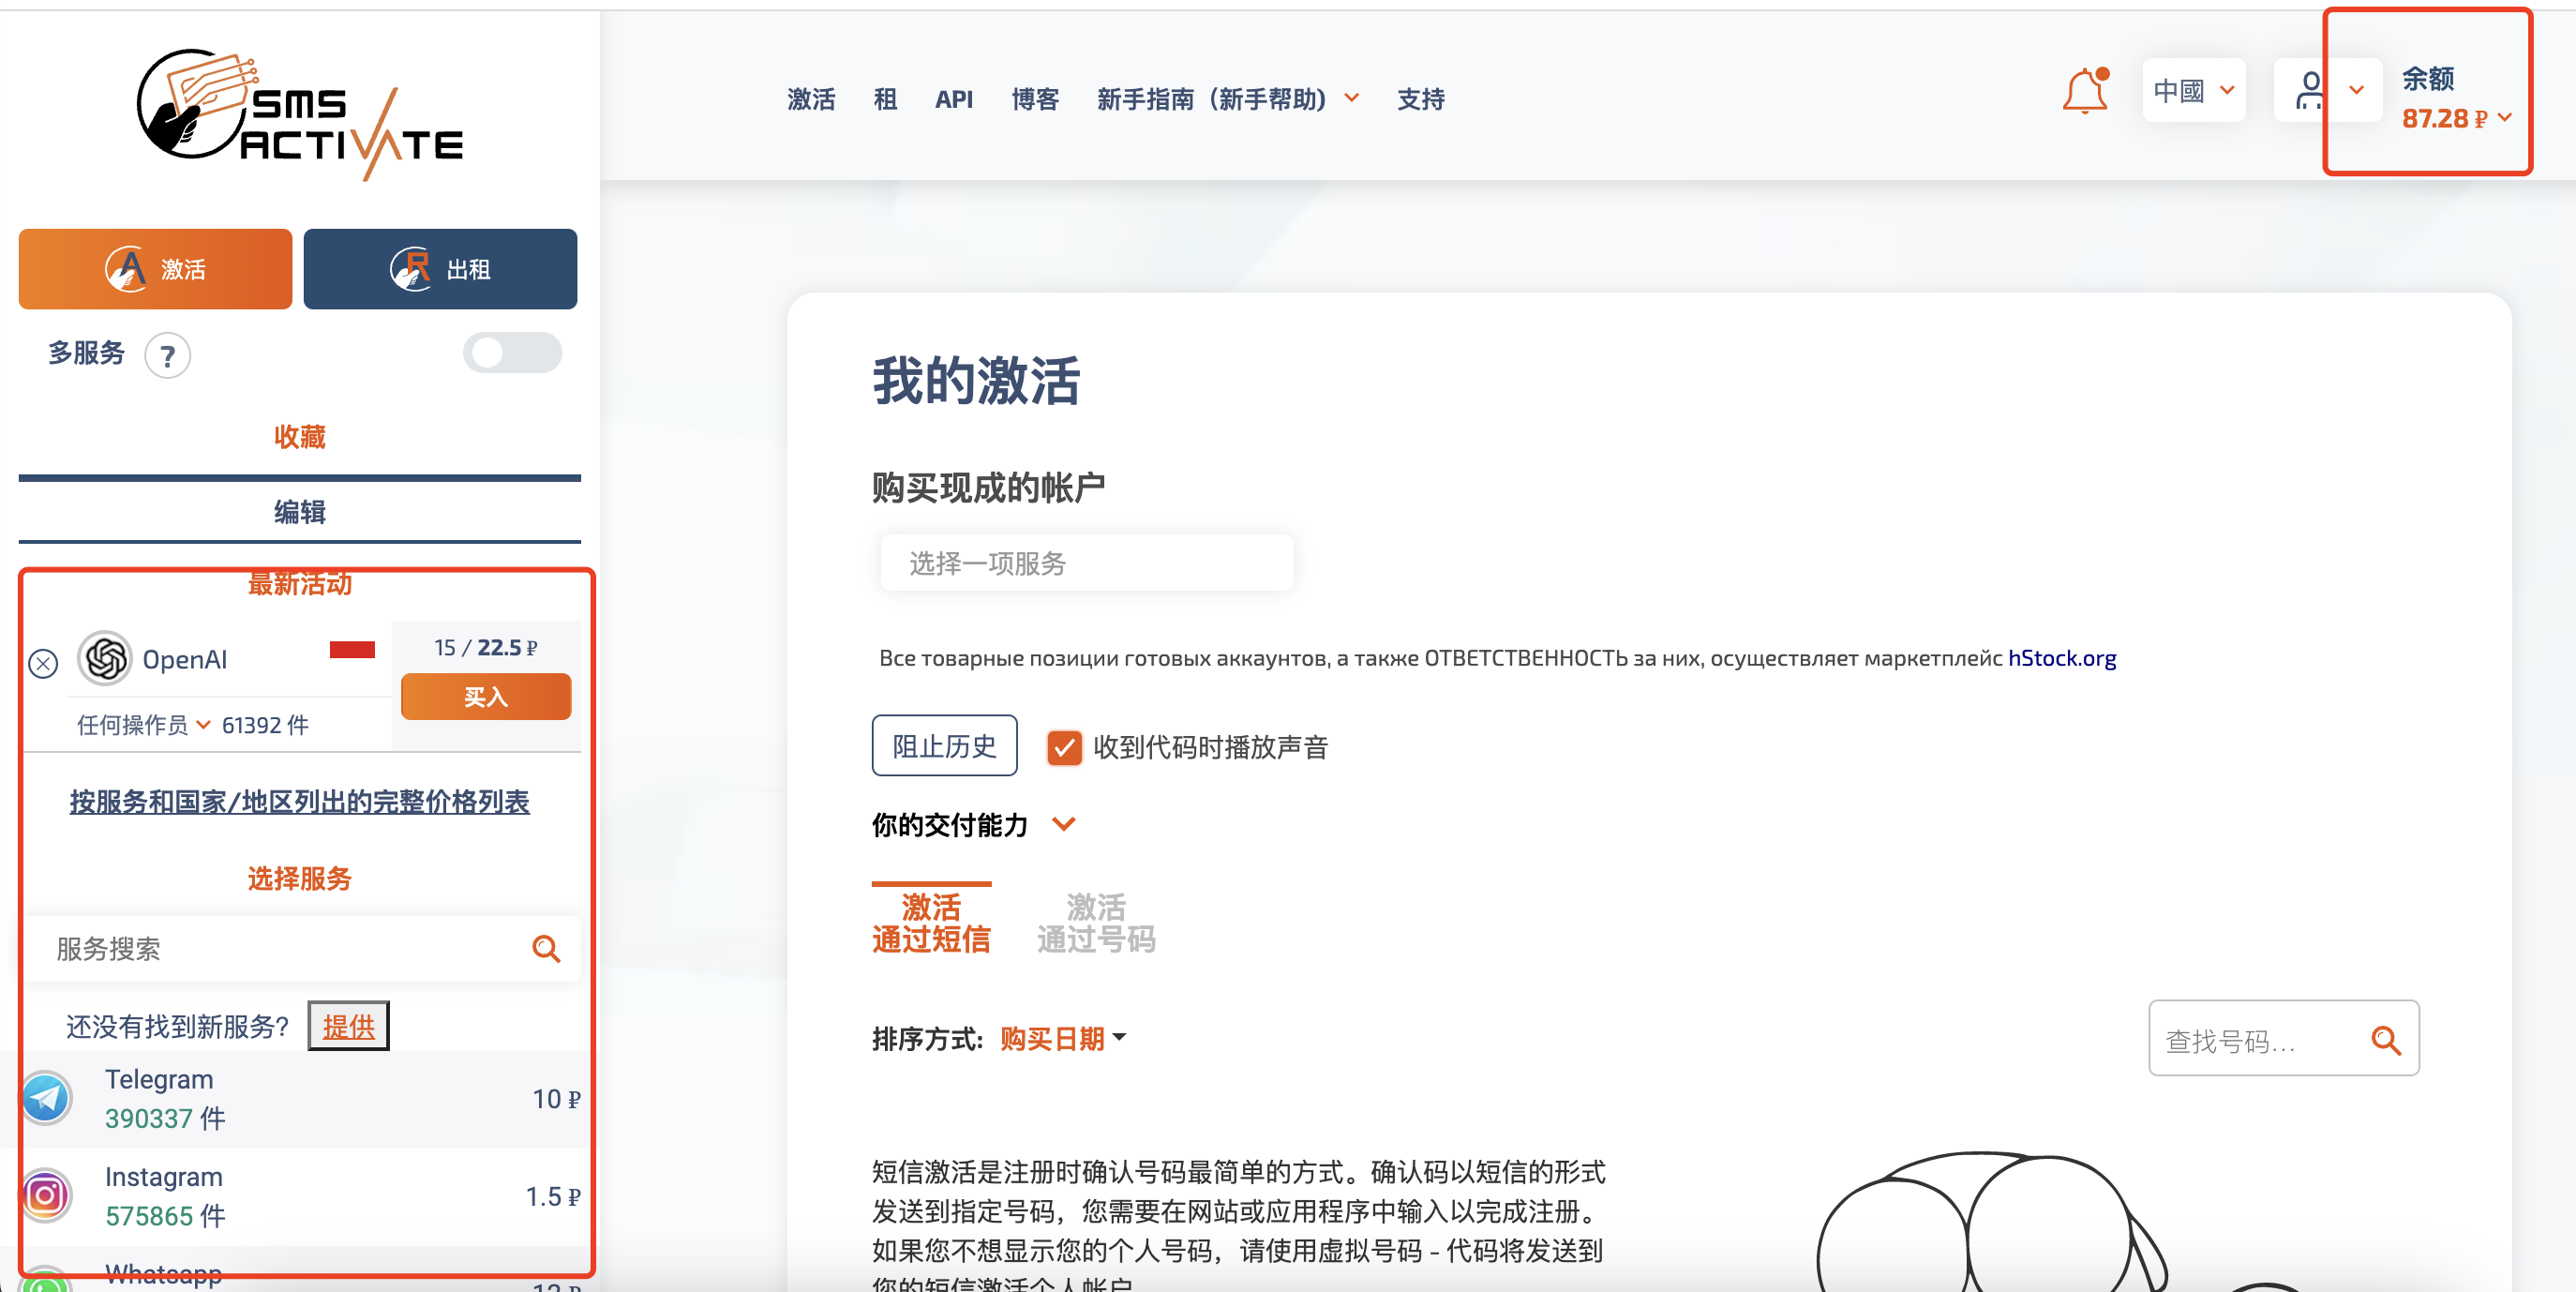 SMS
ACTIVATE
激活
租
API
博客
新手指南（新手帮助）
支持
中國
余额
87.28 ₽
A 激活
R 出租
多服务 ?
收藏
编辑
最新活动
OpenAI
15 / 22.5 ₽
买入
任何操作员 61392 件
按服务和国家/地区列出的完整价格列表
选择服务
服务搜索
还没有找到新服务? 提供
Telegram
390337 件
10 ₽
Instagram
575865 件
1.5 ₽
Whatsapp
我的激活
购买现成的帐户
选择一项服务
Все товарные позиции готовых аккаунтов, а также ОТВЕТСТВЕННОСТЬ за них, осуществляет маркетплейс hStock.org
阻止历史
收到代码时播放声音
你的交付能力
激活
通过短信
激活
通过号码
排序方式: 购买日期
查找号码...
短信激活是注册时确认号码最简单的方式。确认码以短信的形式
发送到指定号码，您需要在网站或应用程序中输入以完成注册。
如果您不想显示您的个人号码，请使用虚拟号码 - 代码将发送到
您的短信激活个人帐户